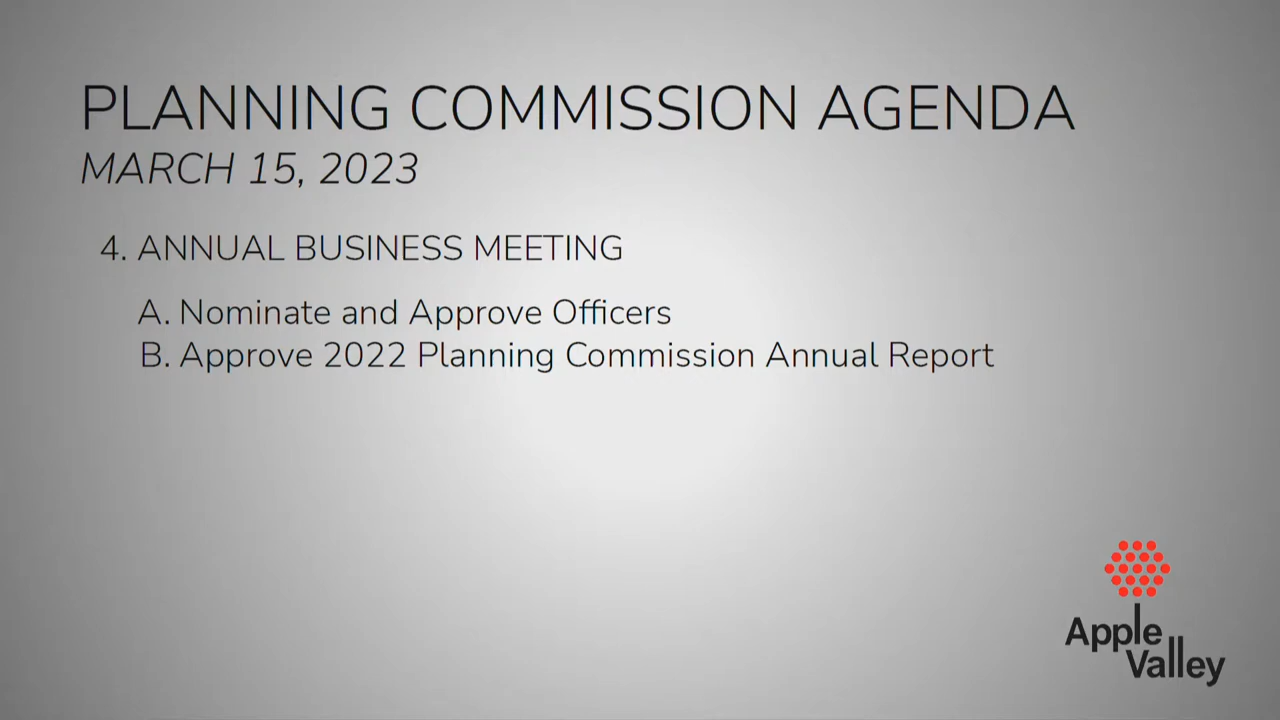 PLANNING COMMISSION AGENDA
MARCH 15, 2023
4. ANNUAL BUSINESS MEETING
A. Nominate and Approve Officers
B. Approve 2022 Planning Commission Annual Report
Apple
Valley